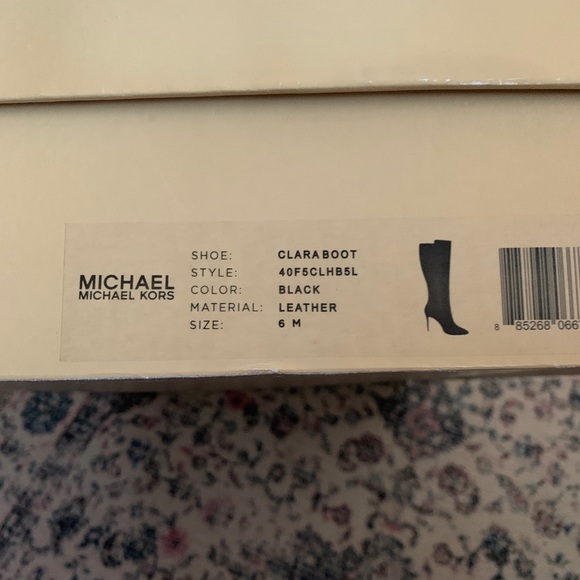 MICHAEL
MICHAEL KORS
SHOE: CLARA BOOT
STYLE: 40F5CLHB5L
COLOR: BLACK
MATERIAL: LEATHER
SIZE: 6 M
8 85268 066